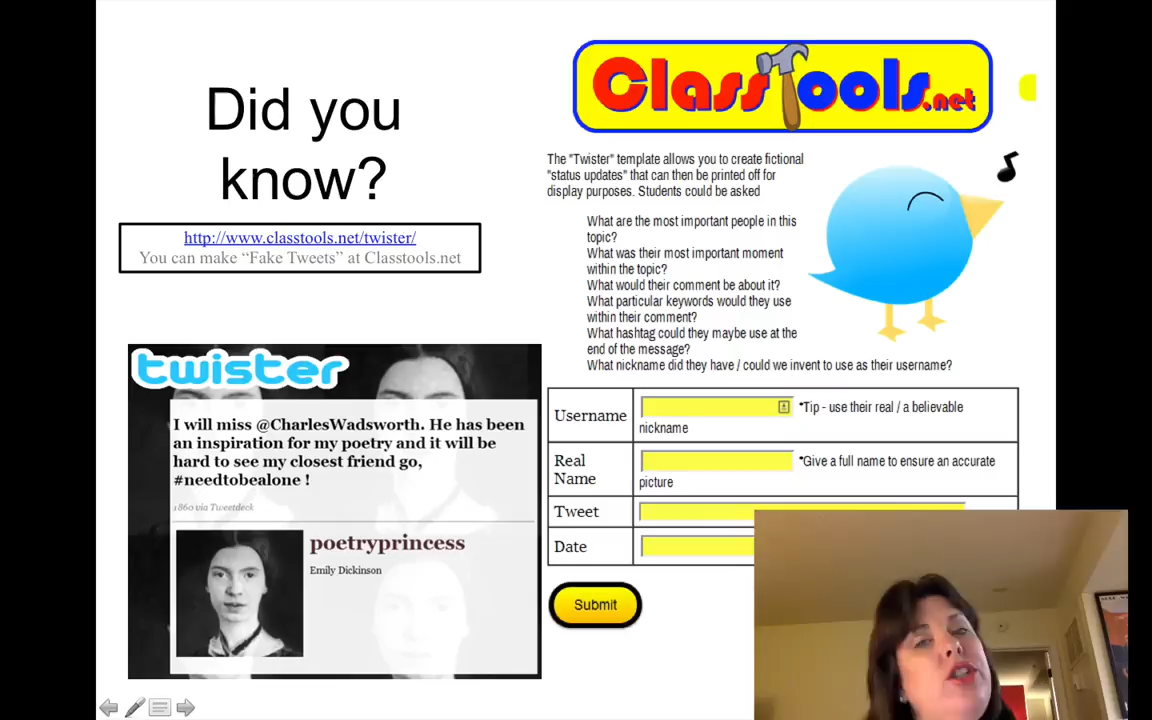 Did you
know?
http://www.classtools.net/twister/
You can make “Fake Tweets” at Classtools.net
ClassTools.net
The "Twister" template allows you to create fictional
"status updates" that can then be printed off for
display purposes. Students could be asked
What are the most important people in this
topic?
What was their most important moment
within the topic?
What would their comment be about it?
What particular keywords would they use
within their comment?
What hashtag could they maybe use at the
end of the message?
What nickname did they have / could we invent to use as their username?
twister
I will miss @CharlesWadsworth. He has been
an inspiration for my poetry and it will be
hard to see my closest friend go,
#needtobealone !
1860 via Tweetdeck
poetryprincess
Emily Dickinson
Username
*Tip - use their real / a believable
nickname
Real
Name
*Give a full name to ensure an accurate
picture
Tweet
Date
Submit